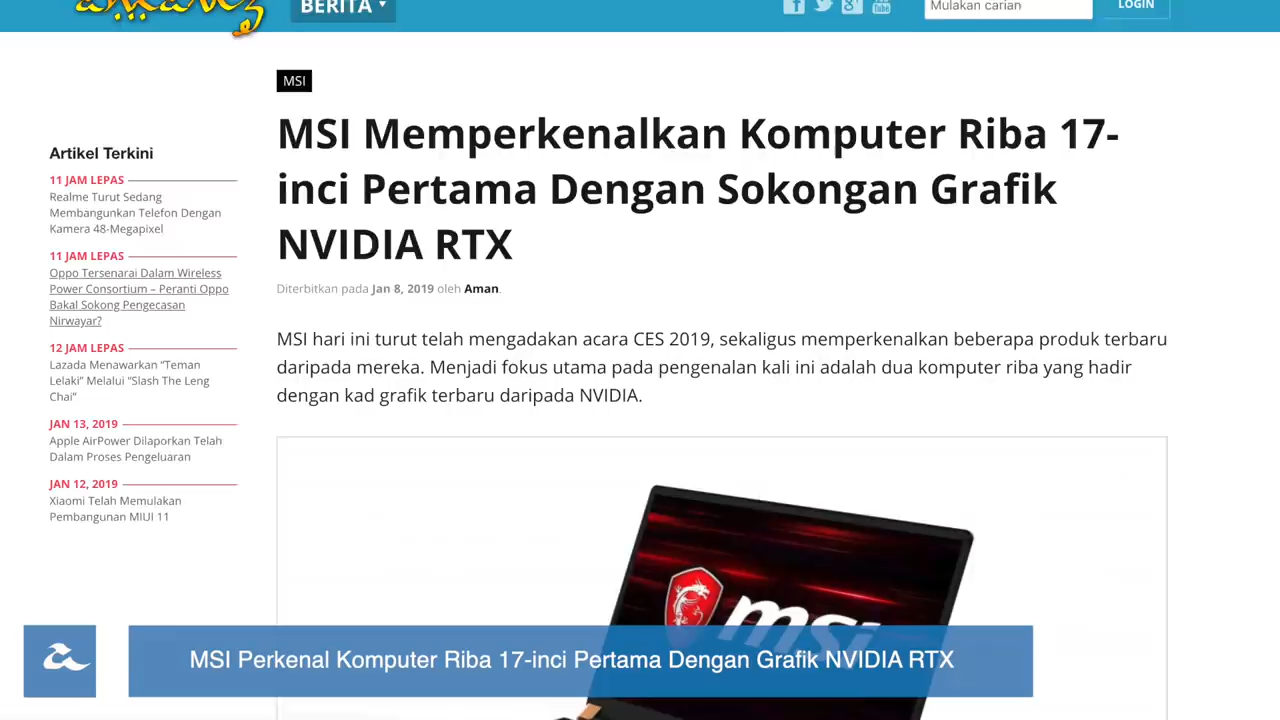 amanz
BERITA
Mulakan carian
LOGIN
MSI
MSI Memperkenalkan Komputer Riba 17-
inci Pertama Dengan Sokongan Grafik
NVIDIA RTX
Diterbitkan pada Jan 8, 2019 oleh Aman.
Artikel Terkini
11 JAM LEPAS
Realme Turut Sedang
Membangunkan Telefon Dengan
Kamera 48-Megapixel
11 JAM LEPAS
Oppo Tersenarai Dalam Wireless
Power Consortium – Peranti Oppo
Bakal Sokong Pengecasan
Nirwayar?
12 JAM LEPAS
Lazada Menawarkan “Teman
Lelaki” Melalui “Slash The Leng
Chai”
JAN 13, 2019
Apple AirPower Dilaporkan Telah
Dalam Proses Pengeluaran
JAN 12, 2019
Xiaomi Telah Memulakan
Pembangunan MIUI 11
MSI hari ini turut telah mengadakan acara CES 2019, sekaligus memperkenalkan beberapa produk terbaru
daripada mereka. Menjadi fokus utama pada pengenalan kali ini adalah dua komputer riba yang hadir
dengan kad grafik terbaru daripada NVIDIA.
msi
MSI Perkenal Komputer Riba 17-inci Pertama Dengan Grafik NVIDIA RTX